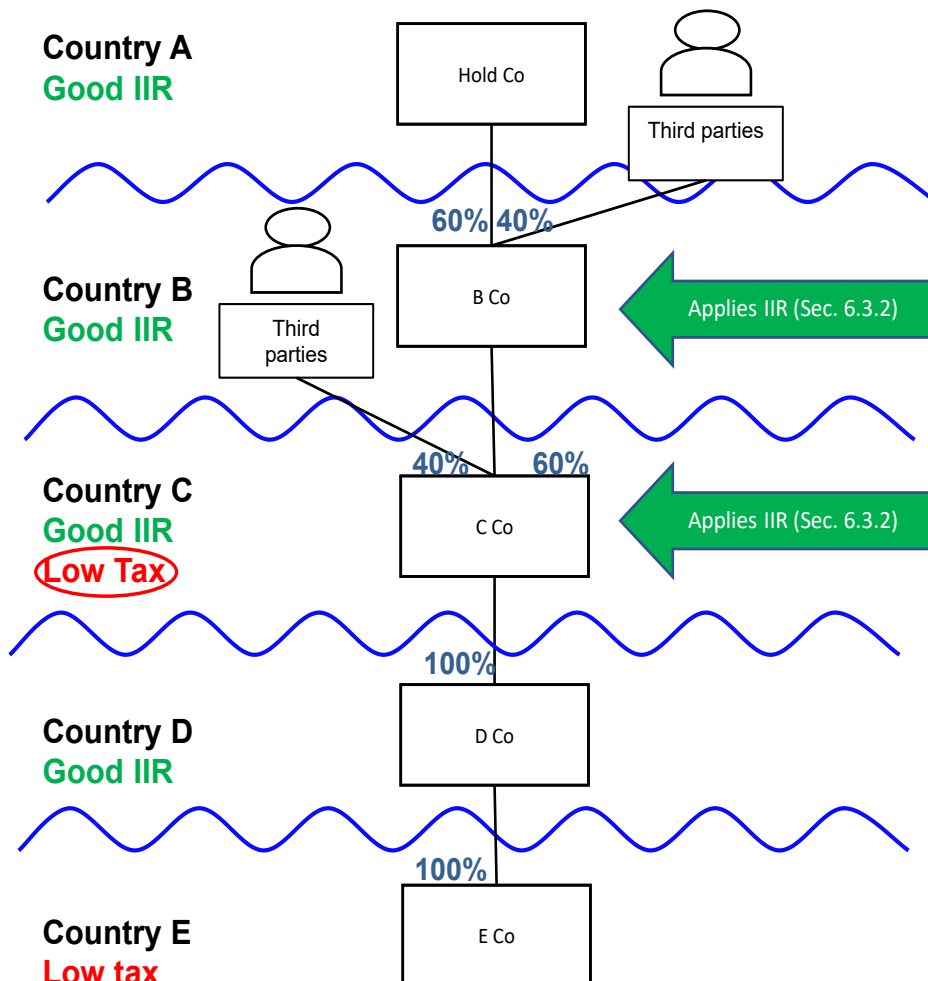 Country A
Good IIR
Hold Co
Third parties
60% 40%
Country B
Good IIR
B Co
Applies IIR (Sec. 6.3.2)
Third
parties
40%
60%
Country C
Good IIR
Low Tax
C Co
Applies IIR (Sec. 6.3.2)
100%
Country D
Good IIR
D Co
100%
Country E
Low tax
E Co